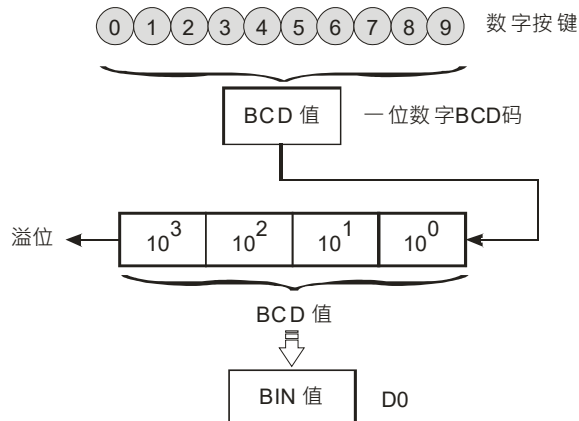 0 1 2 3 4 5 6 7 8 9 数字按键
BCD 值 一位数字BCD码
溢位 10³ 10² 10¹ 10⁰
BCD 值
BIN 值 D0